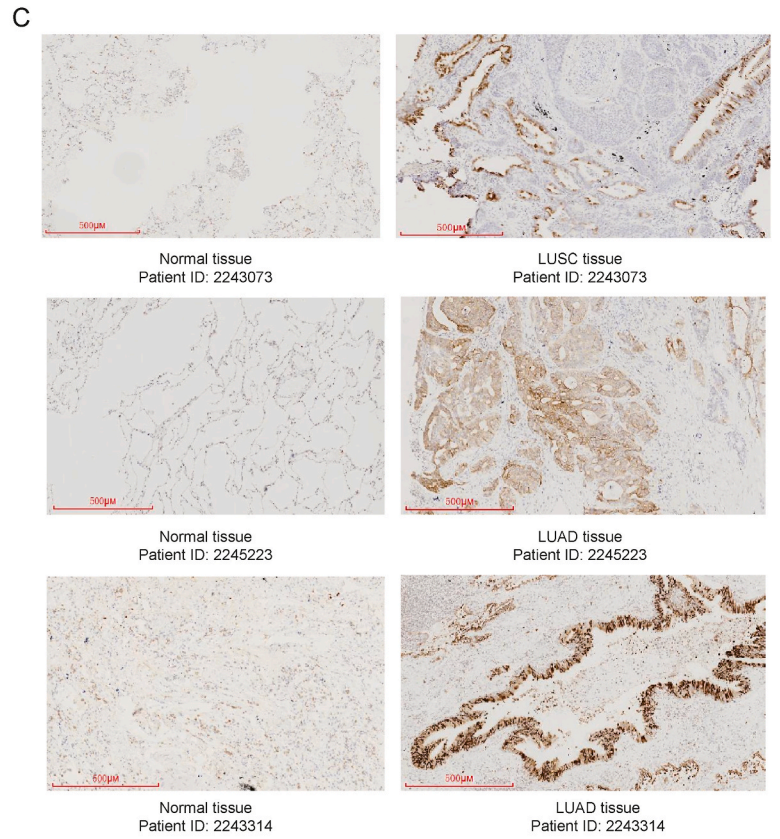 C
500μM
500μM
Normal tissue
Patient ID: 2243073
LUSC tissue
Patient ID: 2243073
500μM
500μM
Normal tissue
Patient ID: 2245223
LUAD tissue
Patient ID: 2245223
500μM
500μM
Normal tissue
Patient ID: 2243314
LUAD tissue
Patient ID: 2243314